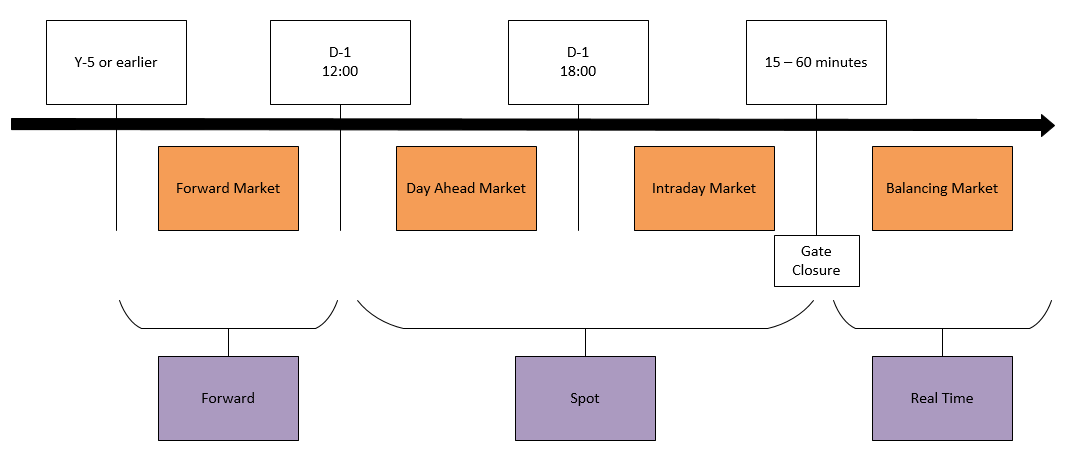 Y-5 or earlier
D-1
12:00
D-1
18:00
15 – 60 minutes
Forward Market
Day Ahead Market
Intraday Market
Balancing Market
Gate
Closure
Forward
Spot
Real Time